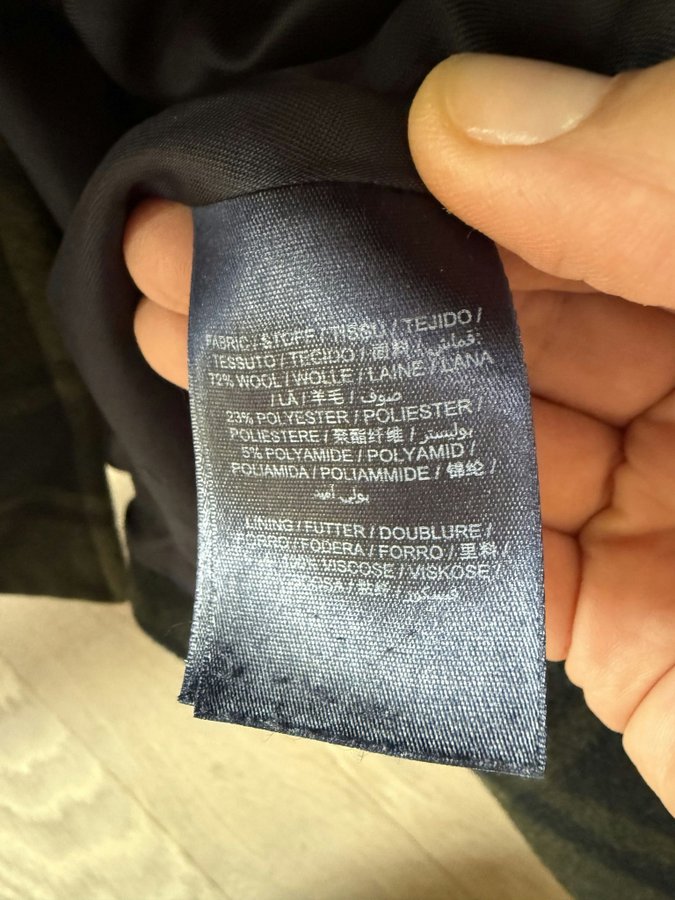 FABRIC / STOFF / TISSU / TEJIDO /
TESSUTO / TECIDO / 面料 / قماش:
72% WOOL / WOLLE / LAINE / LANA
/ LÃ / 羊毛 / صوف
23% POLYESTER / POLIESTER /
POLIESTERE / 聚酯纤维 / بوليستر
5% POLYAMIDE / POLYAMID /
POLIAMIDA / POLIAMMIDE / 锦纶 /
بولي أميد
LINING / FUTTER / DOUBLURE /
FODERA / FORRO / 里料 /
VISCOSE / VISKOSE /